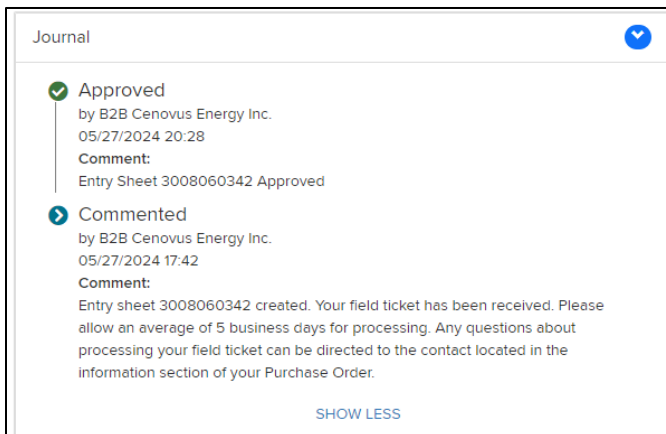 Journal
Approved
by B2B Cenovus Energy Inc.
05/27/2024 20:28
Comment:
Entry Sheet 3008060342 Approved
Commented
by B2B Cenovus Energy Inc.
05/27/2024 17:42
Comment:
Entry sheet 3008060342 created. Your field ticket has been received. Please
allow an average of 5 business days for processing. Any questions about
processing your field ticket can be directed to the contact located in the
information section of your Purchase Order.
SHOW LESS